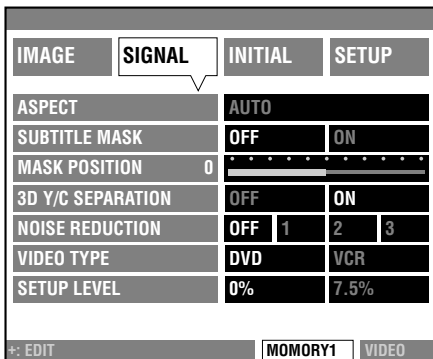 IMAGE SIGNAL INITIAL SETUP
ASPECT AUTO
SUBTITLE MASK OFF ON
MASK POSITION 0
3D Y/C SEPARATION OFF ON
NOISE REDUCTION OFF 1 2 3
VIDEO TYPE DVD VCR
SETUP LEVEL 0% 7.5%
+: EDIT MOMORY1 VIDEO